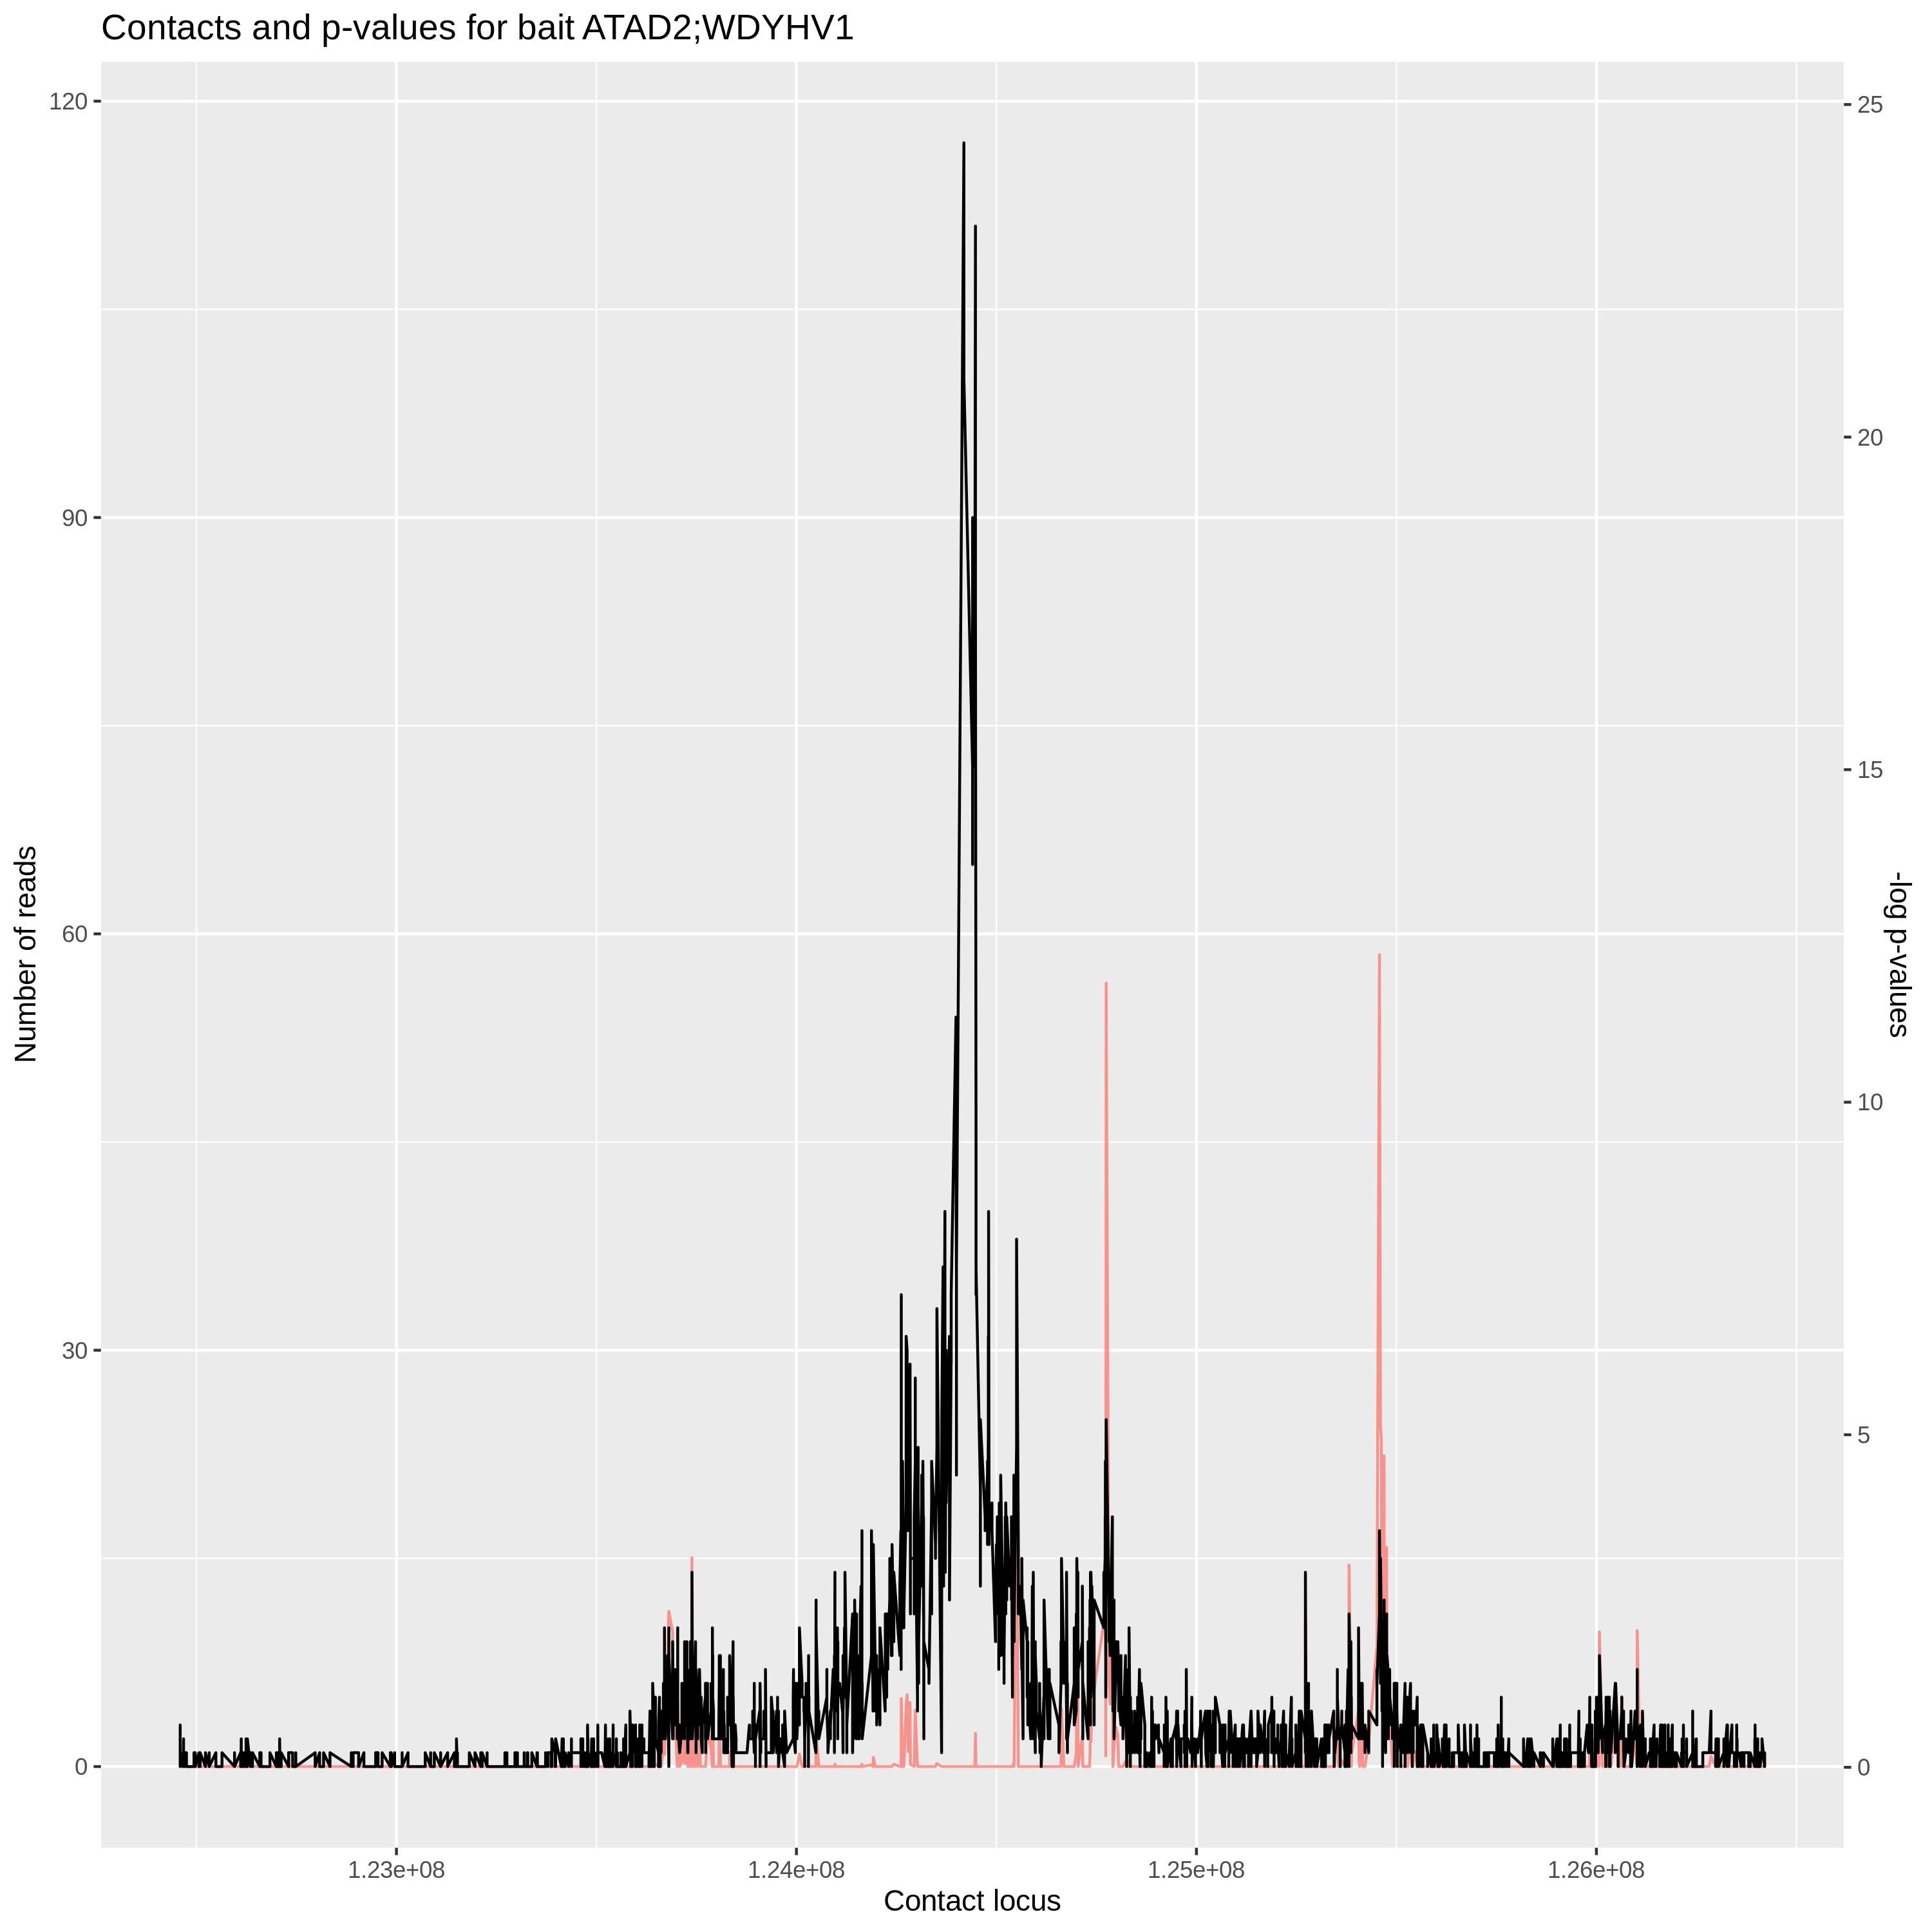 Contacts and p-values for bait ATAD2;WDYHV1
120
90
60
30
0
Number of reads
25
20
15
10
5
0
-log p-values
1.23e+08
1.24e+08
1.25e+08
1.26e+08
Contact locus